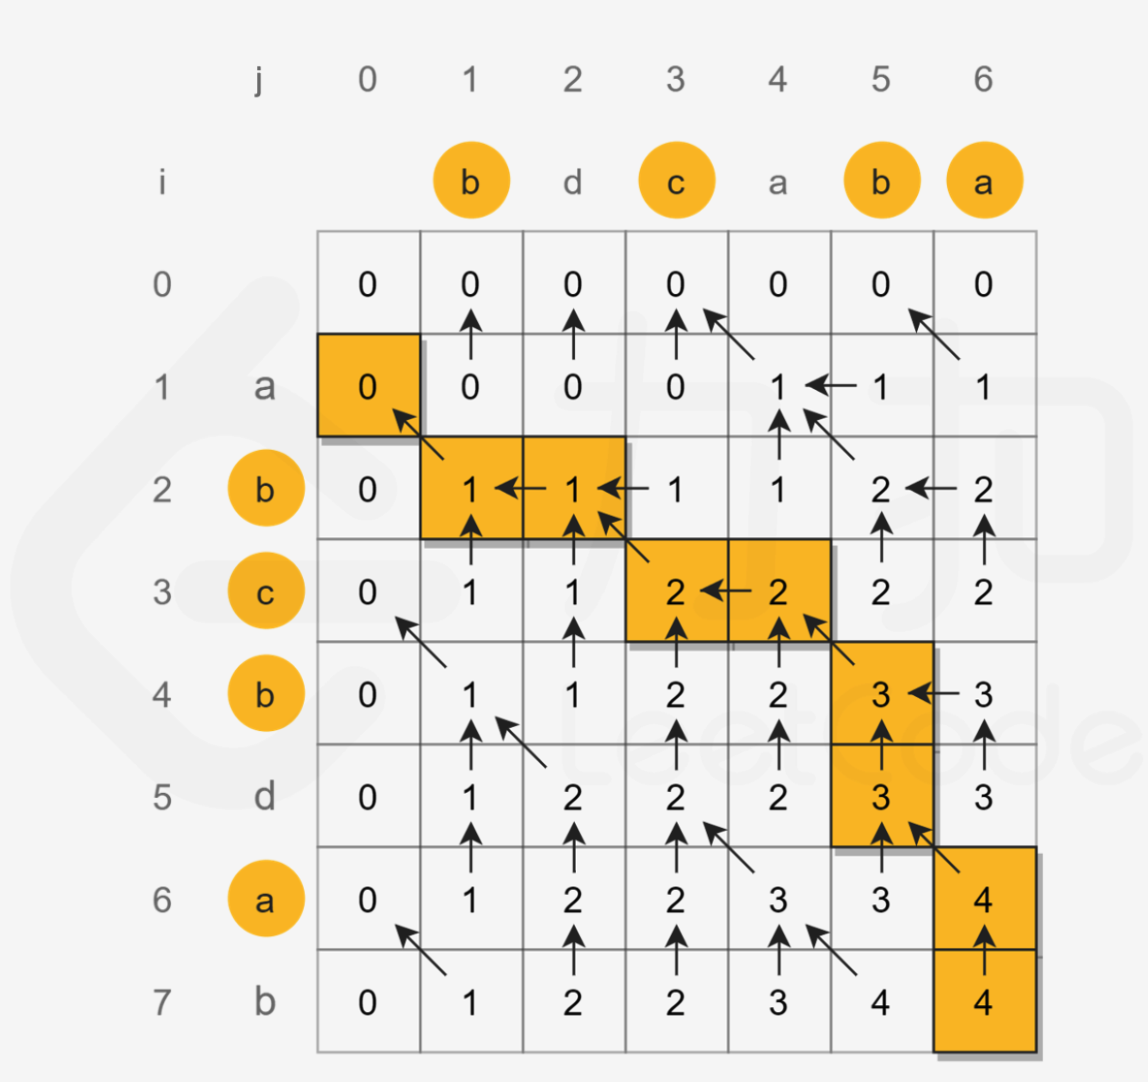 j 0 1 2 3 4 5 6
i b d c a b a
0 0 0 0 0 0 0 0
1 a 0 0 0 0 1 1 1
2 b 0 1 1 1 1 2 2
3 c 0 1 1 2 2 2 2
4 b 0 1 1 2 2 3 3
5 d 0 1 2 2 2 3 3
6 a 0 1 2 2 3 3 4
7 b 0 1 2 2 3 4 4
力扣
LeetCode